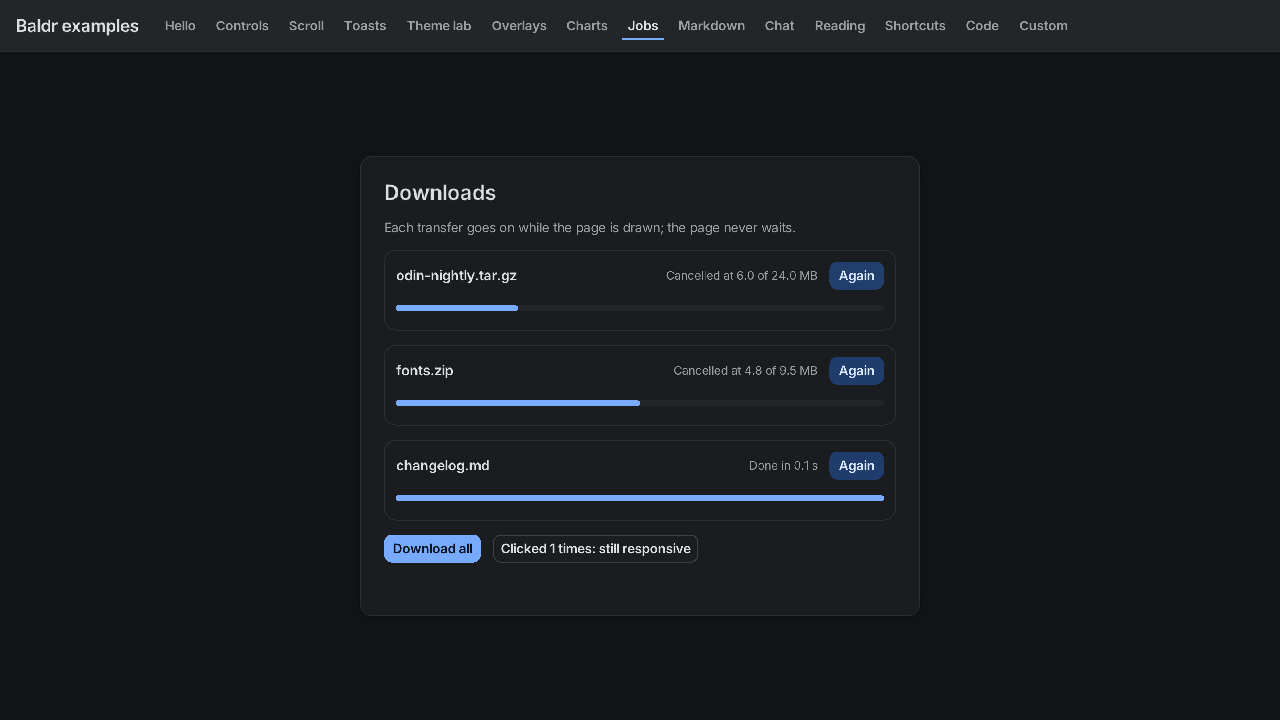 Baldr examples Hello Controls Scroll Toasts Theme lab Overlays Charts Jobs Markdown Chat Reading Shortcuts Code Custom
Downloads
Each transfer goes on while the page is drawn; the page never waits.
odin-nightly.tar.gz Cancelled at 6.0 of 24.0 MB Again
fonts.zip Cancelled at 4.8 of 9.5 MB Again
changelog.md Done in 0.1 s Again
Download all Clicked 1 times: still responsive